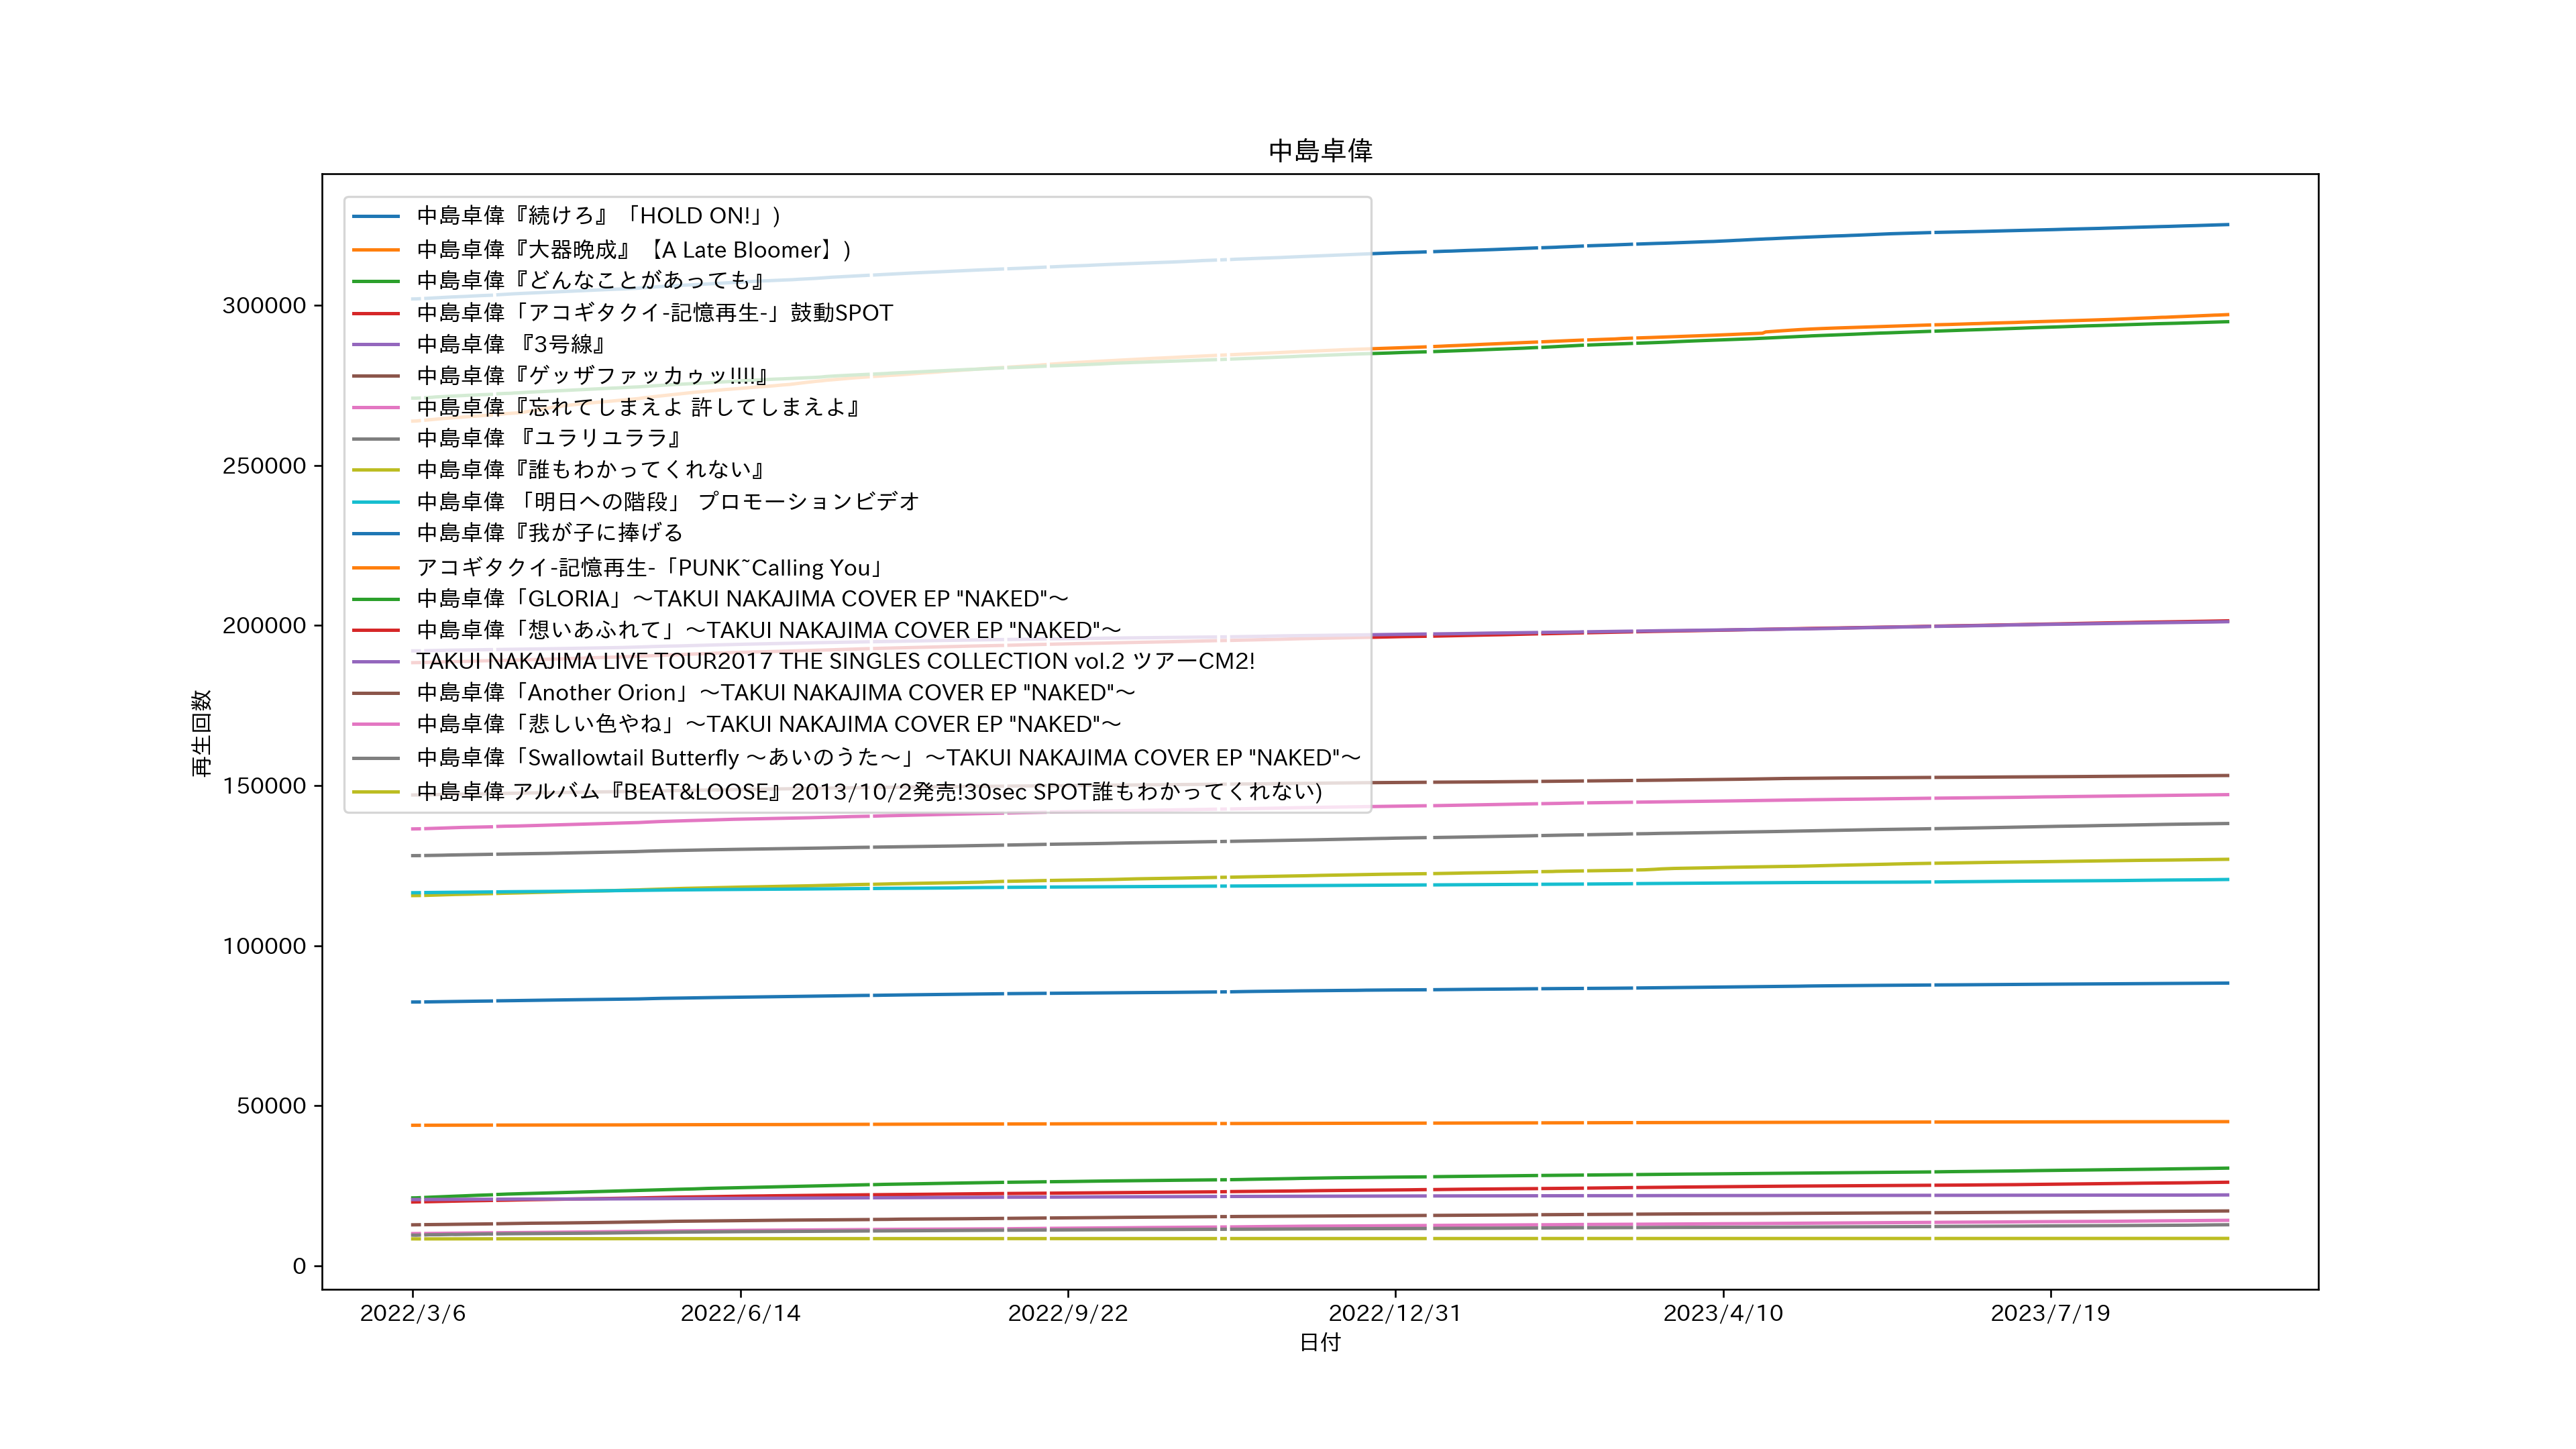 中島卓偉
中島卓偉『続けろ』「HOLD ON!」)
中島卓偉『大器晩成』【A Late Bloomer】)
中島卓偉『どんなことがあっても』
中島卓偉「アコギタクイ-記憶再生-」鼓動SPOT
中島卓偉 『3号線』
中島卓偉『ゲッザファッカゥッ!!!!』
中島卓偉『忘れてしまえよ 許してしまえよ』
中島卓偉 『ユラリユララ』
中島卓偉『誰もわかってくれない』
中島卓偉 「明日への階段」 プロモーションビデオ
中島卓偉『我が子に捧げる
アコギタクイ-記憶再生-「PUNK~Calling You」
中島卓偉「GLORIA」〜TAKUI NAKAJIMA COVER EP "NAKED"〜
中島卓偉「想いあふれて」〜TAKUI NAKAJIMA COVER EP "NAKED"〜
TAKUI NAKAJIMA LIVE TOUR2017 THE SINGLES COLLECTION vol.2 ツアーCM2!
中島卓偉「Another Orion」〜TAKUI NAKAJIMA COVER EP "NAKED"〜
中島卓偉「悲しい色やね」〜TAKUI NAKAJIMA COVER EP "NAKED"〜
中島卓偉「Swallowtail Butterfly 〜あいのうた〜」〜TAKUI NAKAJIMA COVER EP "NAKED"〜
中島卓偉 アルバム『BEAT&LOOSE』2013/10/2発売!30sec SPOT誰もわかってくれない)
再生回数
300000
250000
200000
150000
100000
50000
0
2022/3/6 2022/6/14 2022/9/22 2022/12/31 2023/4/10 2023/7/19
日付